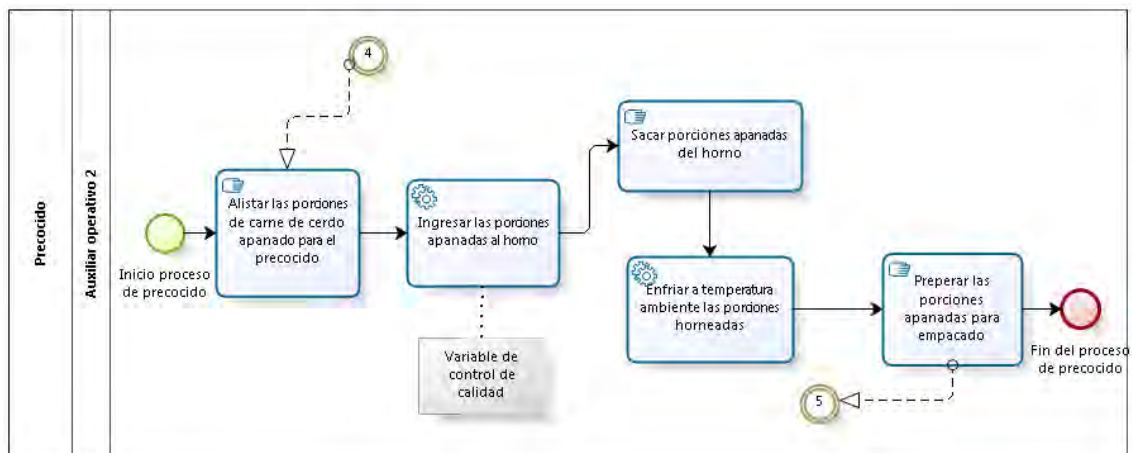 Precocido
Auxiliar operativo 2
4
Inicio proceso
de precocido
Alistar las porciones
de carne de cerdo
apanado para el
precocido
Ingresar las porciones
apanadas al horno
Variable de
control de
calidad
Sacar porciones apanadas
del horno
Enfriar a temperatura
ambiente las porciones
horneadas
Preperar las
porciones
apanadas para
empacado
5
Fin del proceso
de precocido